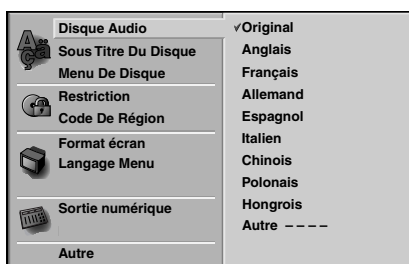 Disque Audio
Sous Titre Du Disque
Menu De Disque
Restriction
Code De Région
Format écran
Langage Menu
Sortie numérique
Autre
✓Original
Anglais
Français
Allemand
Espagnol
Italien
Chinois
Polonais
Hongrois
Autre – – – –